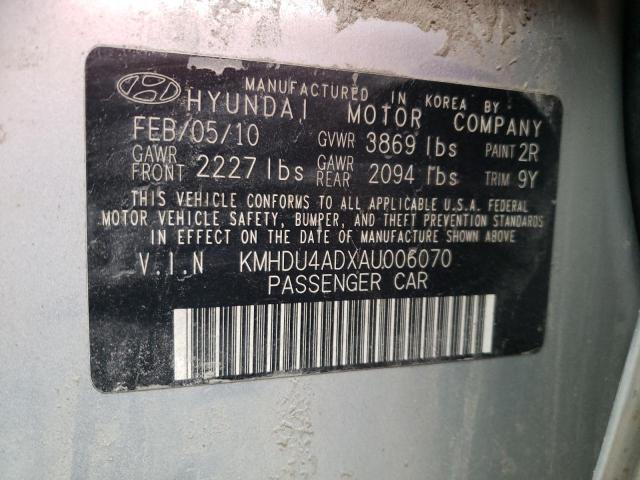 MANUFACTURED IN KOREA BY
HYUNDAI MOTOR COMPANY
FEB/05/10 GVWR 3869 lbs PAINT 2R
GAWR FRONT 2227 lbs GAWR REAR 2094 lbs TRIM 9Y
THIS VEHICLE CONFORMS TO ALL APPLICABLE U.S.A. FEDERAL
MOTOR VEHICLE SAFETY, BUMPER, AND THEFT PREVENTION STANDARDS
IN EFFECT ON THE DATE OF MANUFACTURE SHOWN ABOVE
V.I.N KMHDU4ADXAU006070
PASSENGER CAR